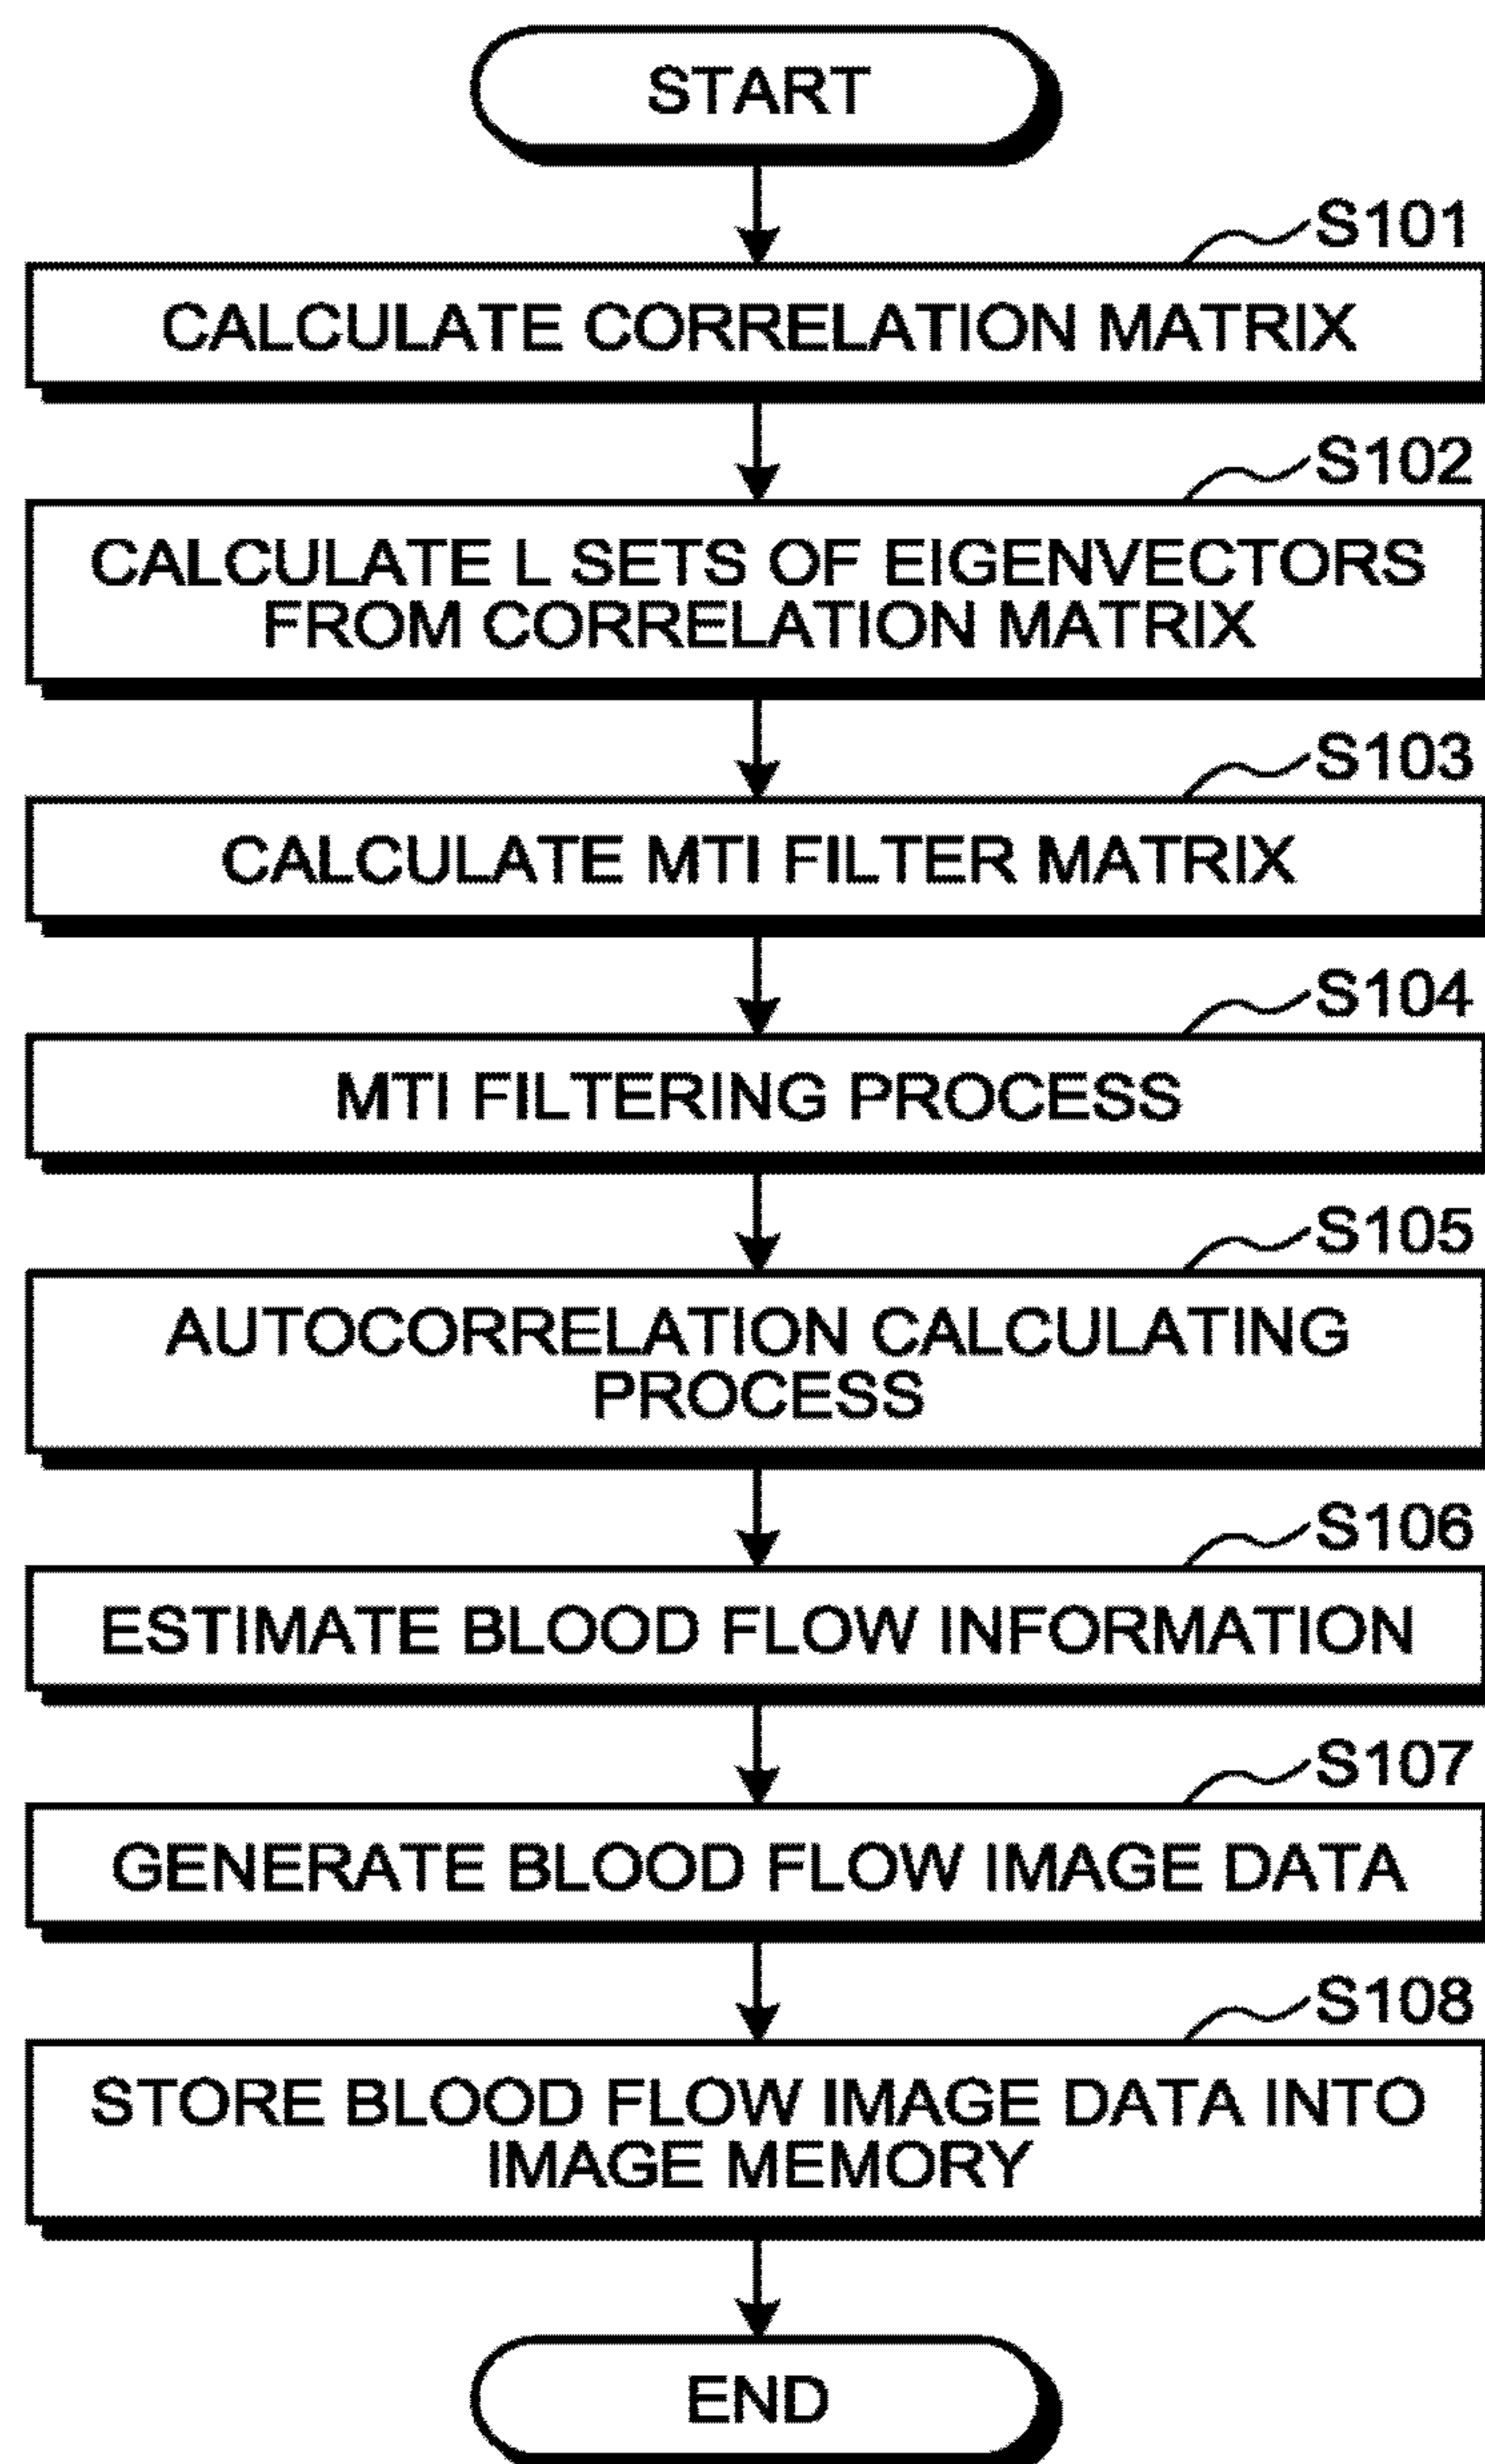 START
S101
CALCULATE CORRELATION MATRIX
S102
CALCULATE L SETS OF EIGENVECTORS
FROM CORRELATION MATRIX
S103
CALCULATE MTI FILTER MATRIX
S104
MTI FILTERING PROCESS
S105
AUTOCORRELATION CALCULATING
PROCESS
S106
ESTIMATE BLOOD FLOW INFORMATION
S107
GENERATE BLOOD FLOW IMAGE DATA
S108
STORE BLOOD FLOW IMAGE DATA INTO
IMAGE MEMORY
END